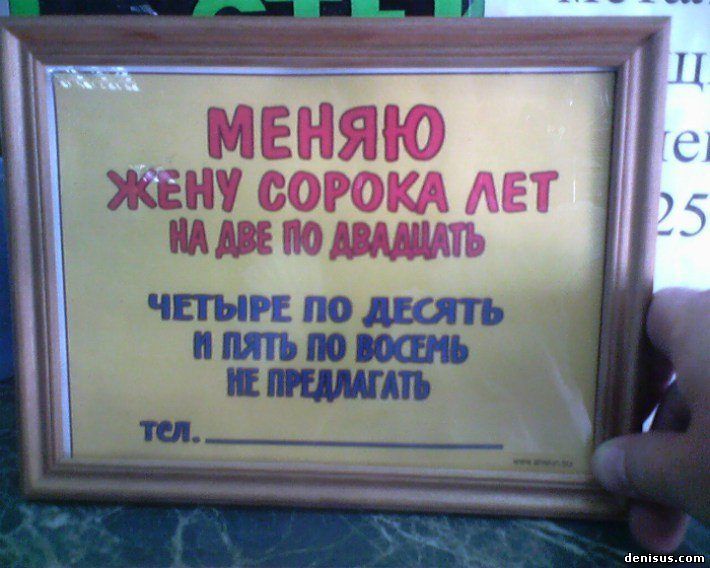 МЕНЯЮ
ЖЕНУ СОРОКА ЛЕТ
НА ДВЕ ПО ДВАДЦАТЬ
ЧЕТЫРЕ ПО ДЕСЯТЬ
И ПЯТЬ ПО ВОСЕМЬ
НЕ ПРЕДЛАГАТЬ
тел.
25
denisus.com